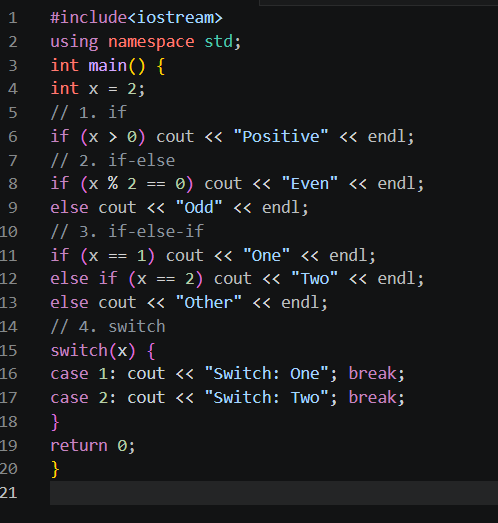 1 #include<iostream>
2 using namespace std;
3 int main() {
4 int x = 2;
5 // 1. if
6 if (x > 0) cout << "Positive" << endl;
7 // 2. if-else
8 if (x % 2 == 0) cout << "Even" << endl;
9 else cout << "Odd" << endl;
10 // 3. if-else-if
11 if (x == 1) cout << "One" << endl;
12 else if (x == 2) cout << "Two" << endl;
13 else cout << "Other" << endl;
14 // 4. switch
15 switch(x) {
16 case 1: cout << "Switch: One"; break;
17 case 2: cout << "Switch: Two"; break;
18 }
19 return 0;
20 }
21